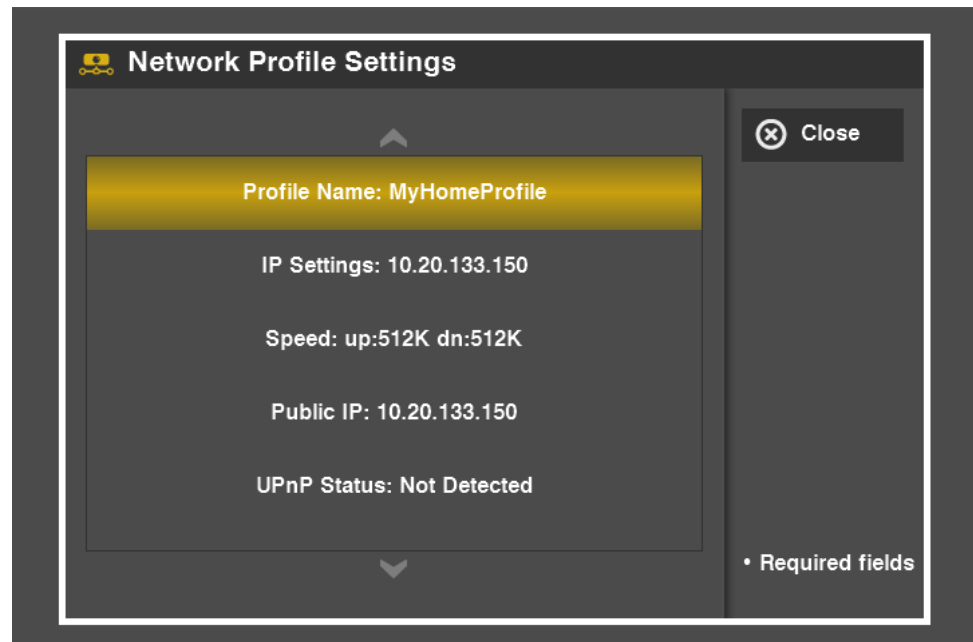 Network Profile Settings
Close
Profile Name: MyHomeProfile
IP Settings: 10.20.133.150
Speed: up:512K dn:512K
Public IP: 10.20.133.150
UPnP Status: Not Detected
• Required fields